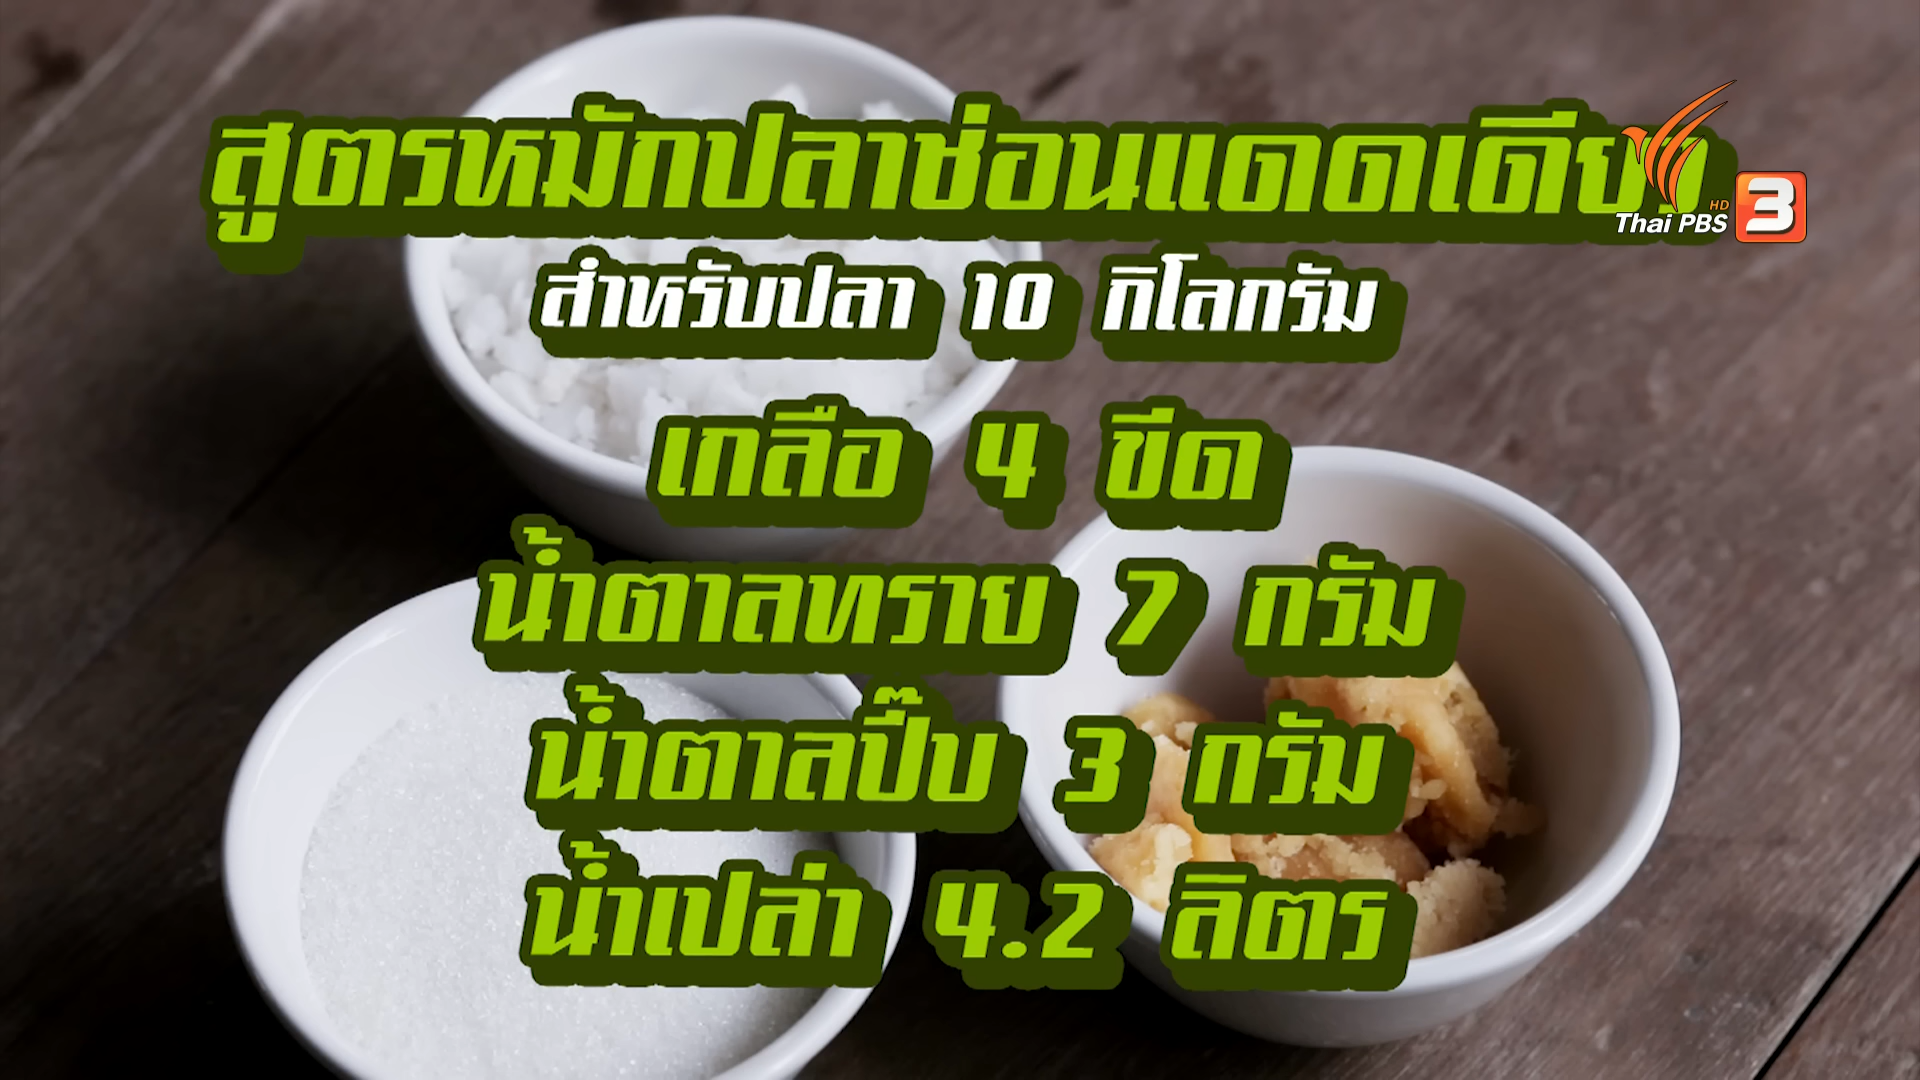 สูตรหมักปลาช่อนแดดเดียว
HD
Thai PBS 3
สำหรับปลา 10 กิโลกรัม
เกลือ 4 ขีด
น้ำตาลทราย 7 กรัม
น้ำตาลปี๊บ 3 กรัม
น้ำเปล่า 4.2 ลิตร